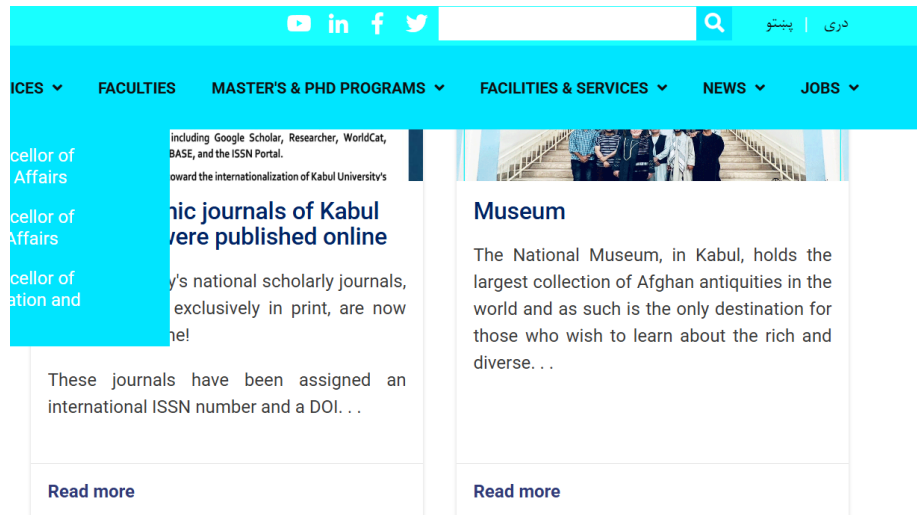 دری | پښتو
ICES FACULTIES MASTER'S & PHD PROGRAMS FACILITIES & SERVICES NEWS JOBS
cellor of
Affairs
cellor of
Affairs
cellor of
ation and
including Google Scholar, Researcher, WorldCat,
BASE, and the ISSN Portal.
oward the internationalization of Kabul University's
nic journals of Kabul
were published online
y's national scholarly journals,
exclusively in print, are now
ne!
These journals have been assigned an
international ISSN number and a DOI. . .
Read more
Museum
The National Museum, in Kabul, holds the
largest collection of Afghan antiquities in the
world and as such is the only destination for
those who wish to learn about the rich and
diverse. . .
Read more